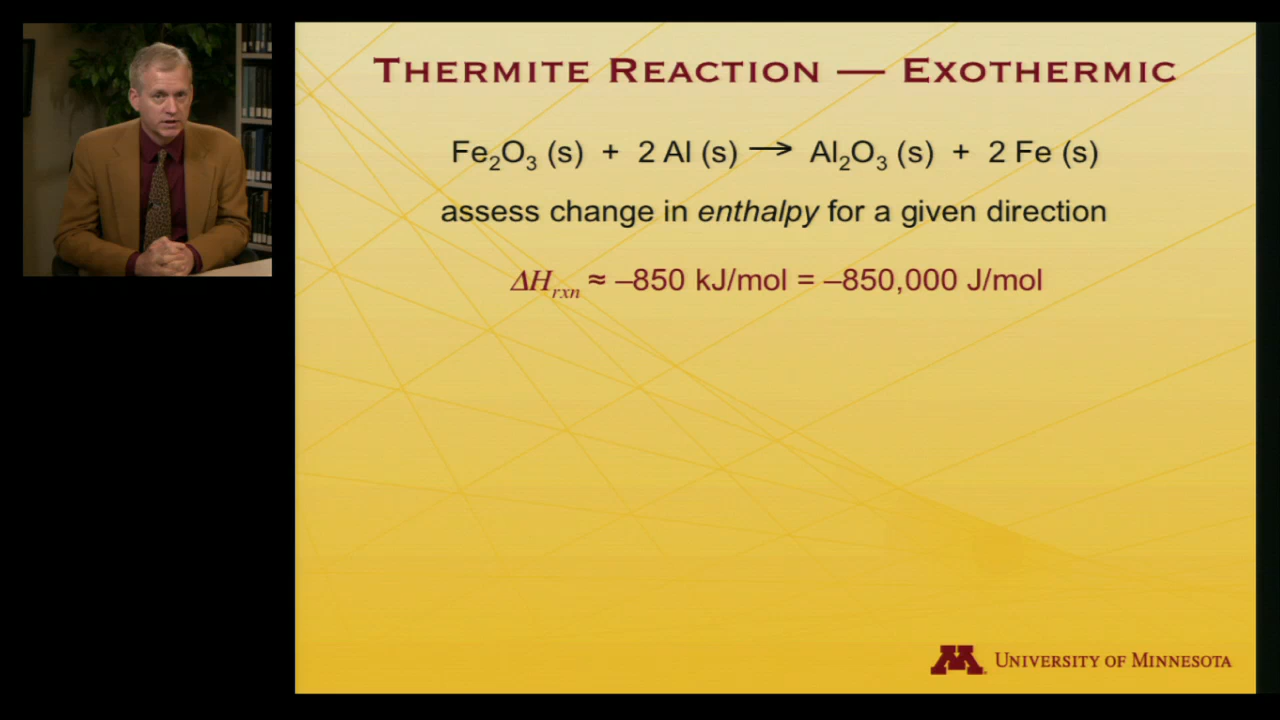 THERMITE REACTION — EXOTHERMIC
Fe₂O₃ (s) + 2 Al (s) ⟶ Al₂O₃ (s) + 2 Fe (s)
assess change in enthalpy for a given direction
ΔHᵣₓₙ ≈ –850 kJ/mol = –850,000 J/mol
M UNIVERSITY OF MINNESOTA